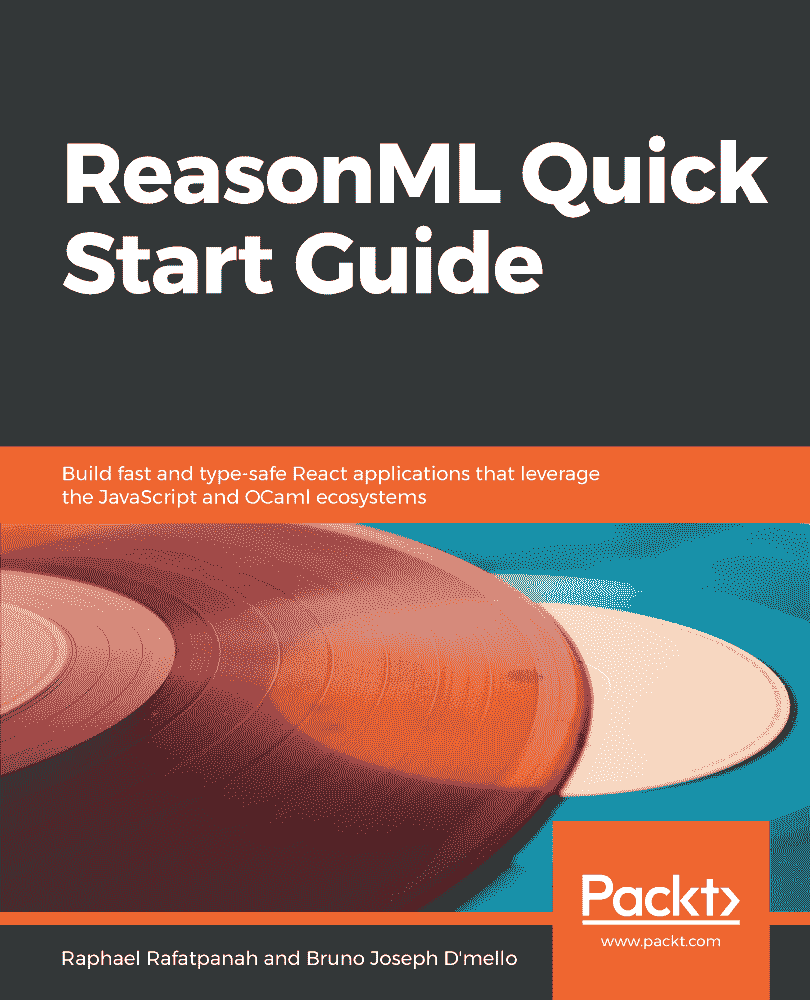 ReasonML Quick
Start Guide
Build fast and type-safe React applications that leverage
the JavaScript and OCaml ecosystems
Packt>
www.packt.com
Raphael Rafatpanah and Bruno Joseph D'mello